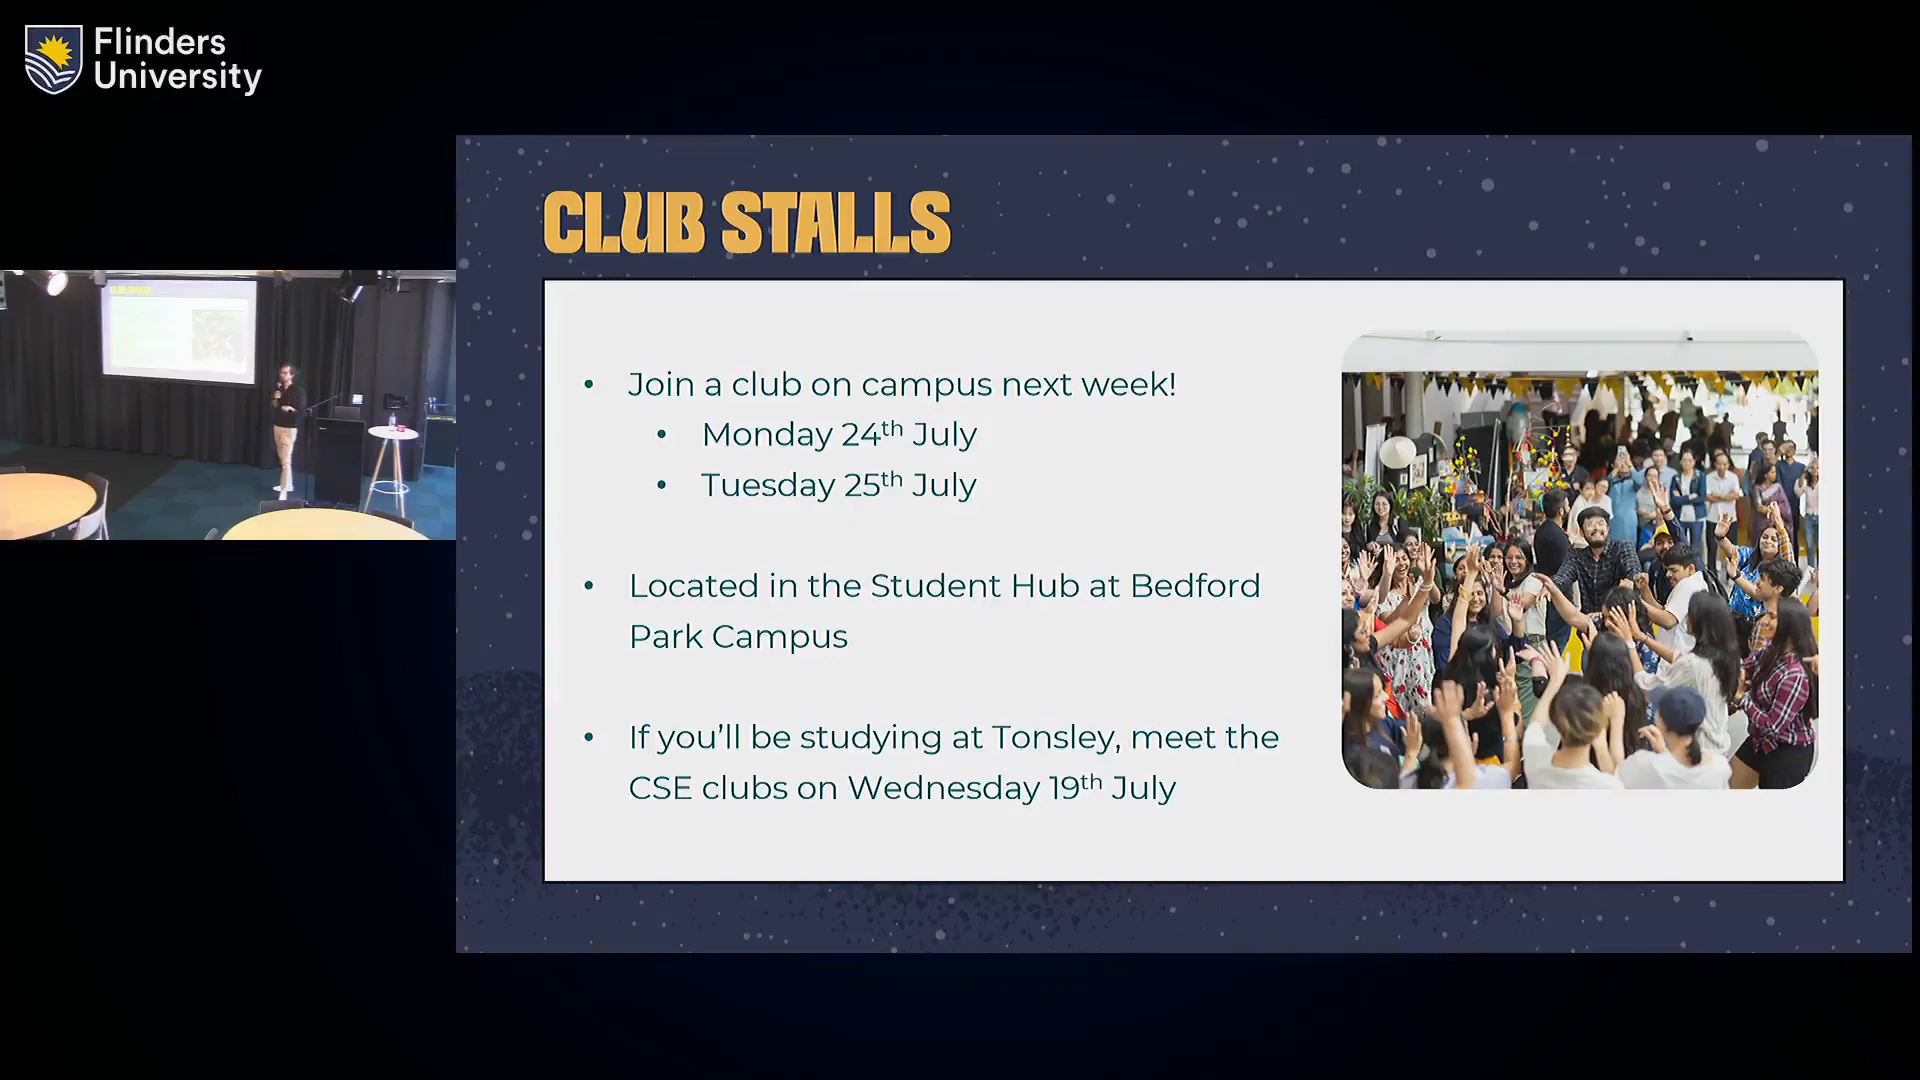 Flinders
University
CLUB STALLS
• Join a club on campus next week!
• Monday 24th July
• Tuesday 25th July
• Located in the Student Hub at Bedford
Park Campus
• If you’ll be studying at Tonsley, meet the
CSE clubs on Wednesday 19th July
CLUB STALLS